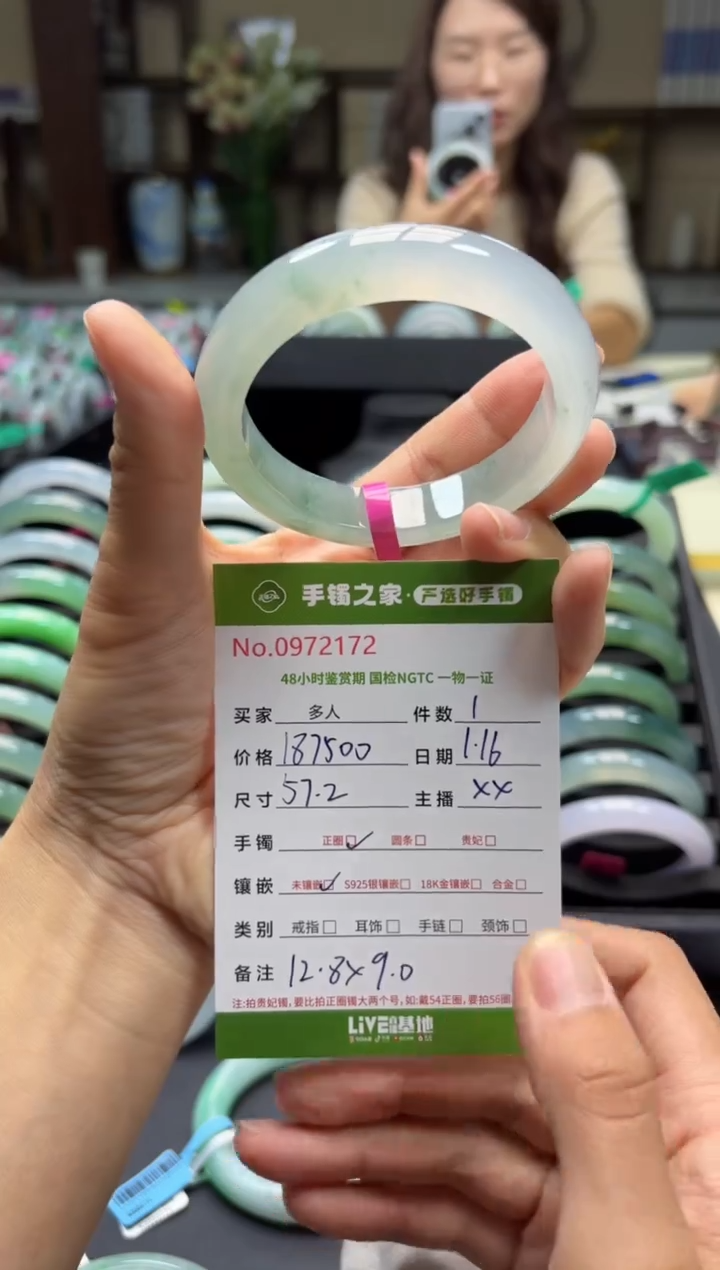 手镯之家·严选好手镯
No.0972172
48小时鉴赏期 国检NGTC 一物一证
买家 多人 件数 1
价格 187500 日期 1.16
尺寸 57.2 主播 XX
手镯 正圈☑ 圆条☐ 贵妃☐
镶嵌 未镶嵌☑ S925银镶嵌☐ 18K金镶嵌☐ 合金☐
类别 戒指☐ 耳饰☐ 手链☐ 颈饰☐
备注 12.8×9.0
注:拍贵妃镯,要比拍正圈镯大两个号,如:戴54正圈,要拍56圈
LiVE 基地